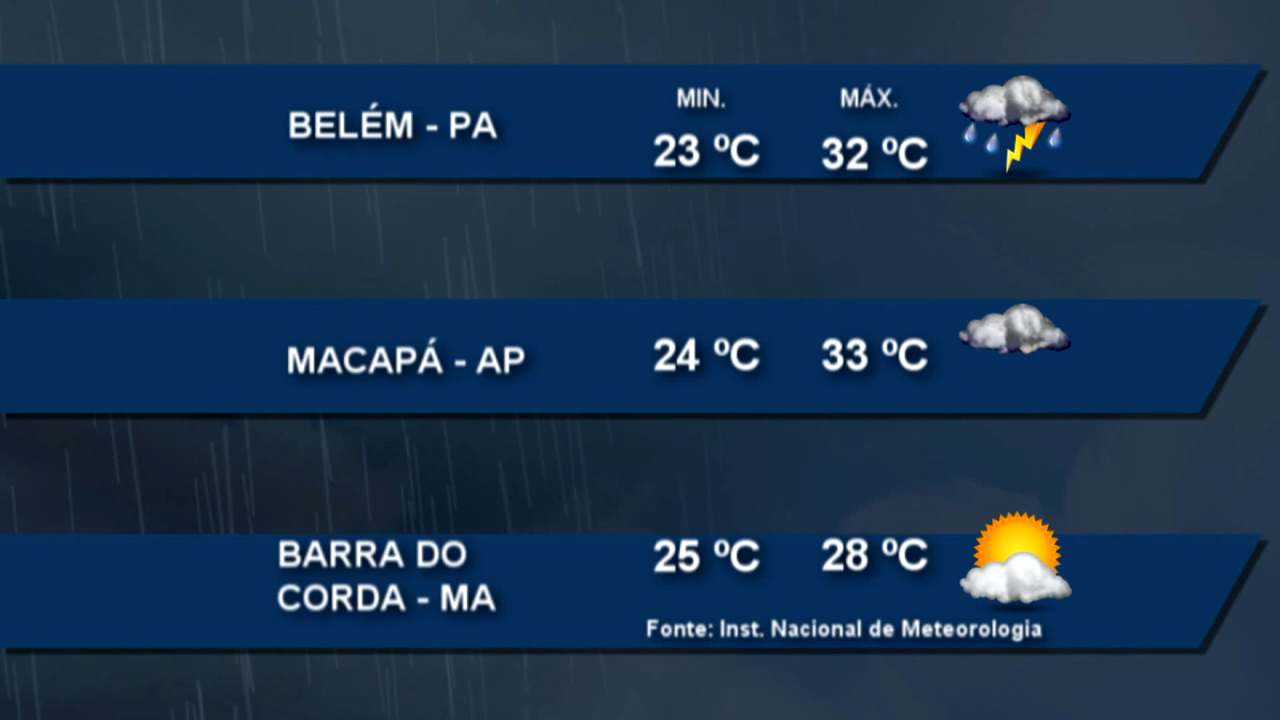 MIN. MÁX.
BELÉM - PA 23 ºC 32 ºC
MACAPÁ - AP 24 ºC 33 ºC
BARRA DO 25 ºC 28 ºC
CORDA - MA
Fonte: Inst. Nacional de Meteorologia